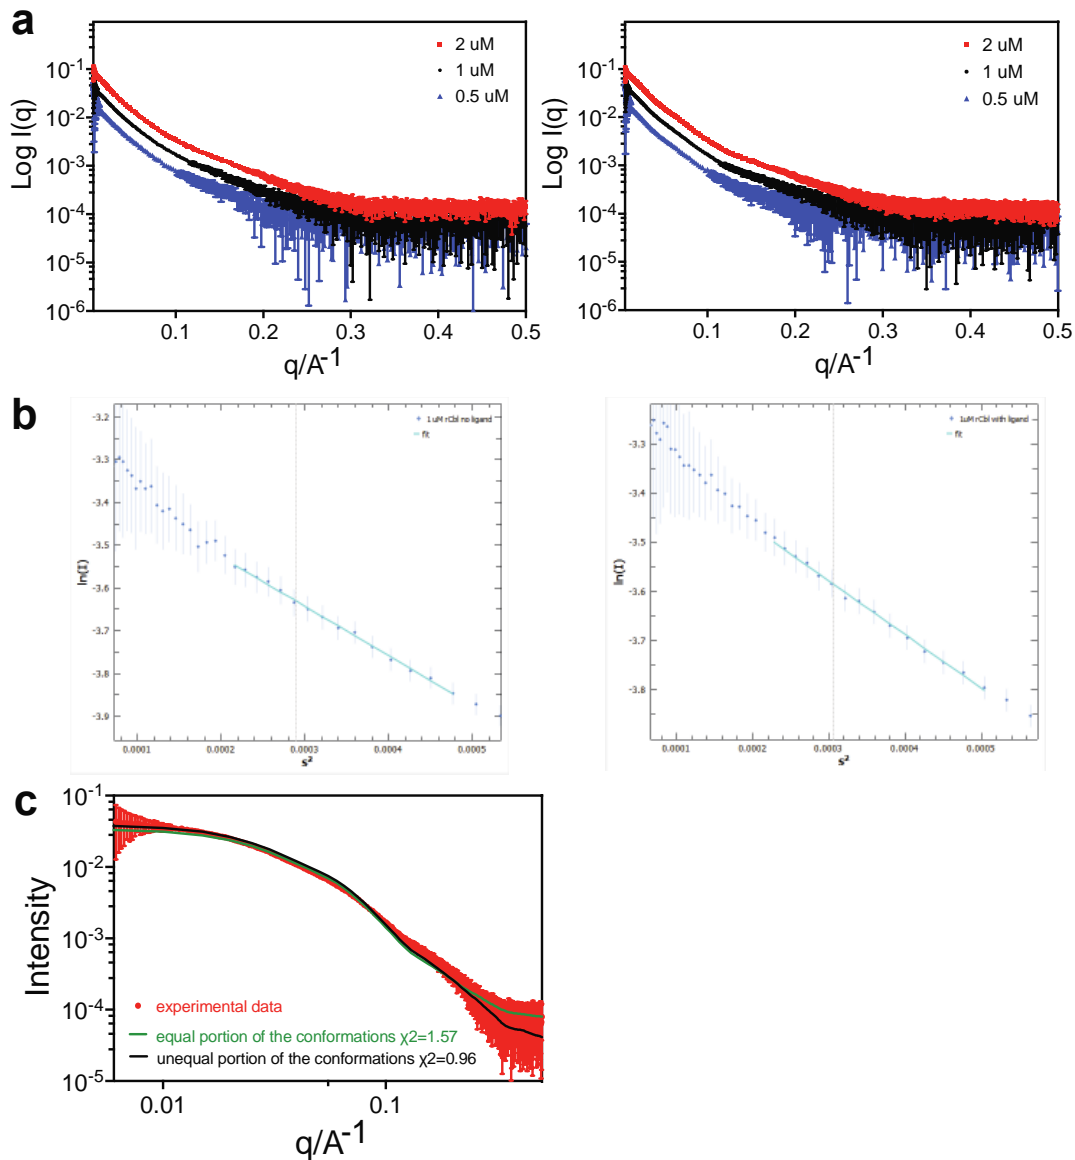 a
Log I(q)
10-1
10-2
10-3
10-4
10-5
10-6
2 uM
1 uM
0.5 uM
0.1 0.2 0.3 0.4 0.5
q/A-1
Log I(q)
10-1
10-2
10-3
10-4
10-5
10-6
2 uM
1 uM
0.5 uM
0.1 0.2 0.3 0.4 0.5
q/A-1
b
ln(I)
-3.2
-3.3
-3.4
-3.5
-3.6
-3.7
-3.8
-3.9
1 uM rCbl no ligand
fit
0.0001 0.0002 0.0003 0.0004 0.0005
s2
ln(I)
-3.3
-3.4
-3.5
-3.6
-3.7
-3.8
1uM rCbl with ligand
fit
0.0001 0.0002 0.0003 0.0004 0.0005
s2
c
Intensity
10-1
10-2
10-3
10-4
10-5
experimental data
equal portion of the conformations χ2=1.57
unequal portion of the conformations χ2=0.96
0.01 0.1
q/A-1